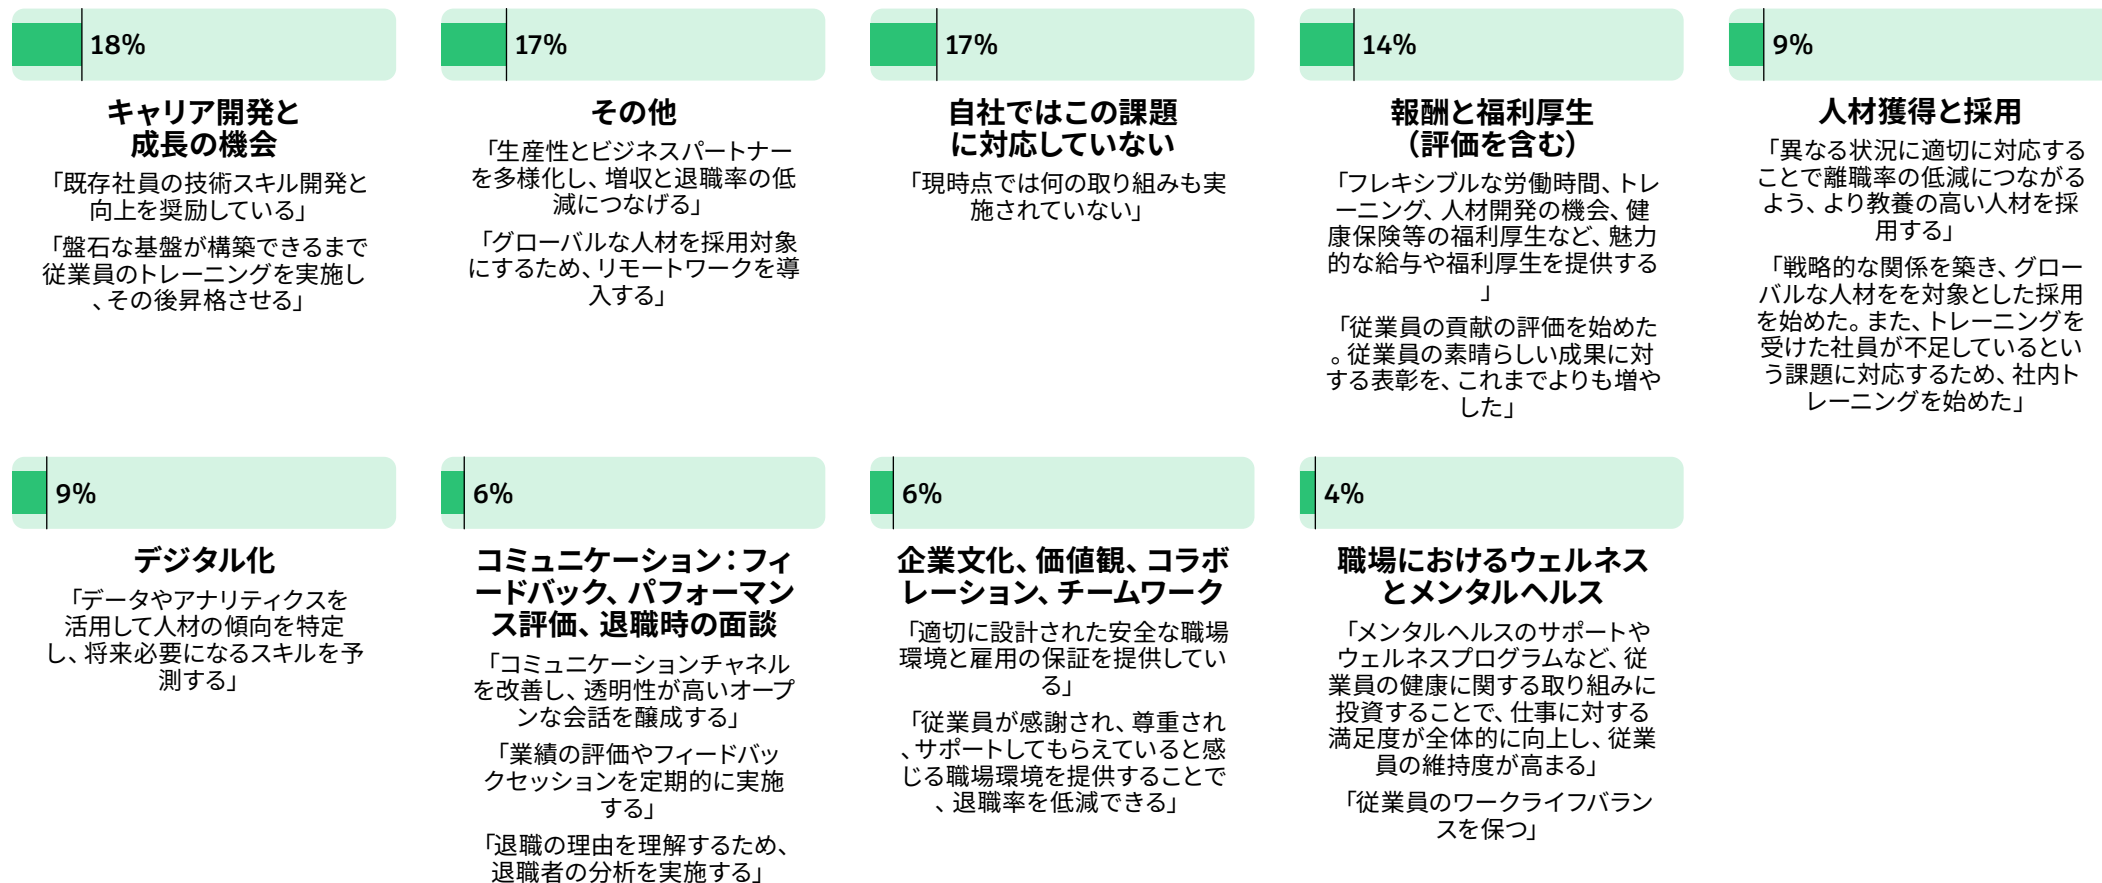 18%
キャリア開発と
成長の機会
「既存社員の技術スキル開発と
向上を奨励している」
「盤石な基盤が構築できるまで
従業員のトレーニングを実施し
、その後昇格させる」
17%
その他
「生産性とビジネスパートナー
を多様化し、増収と退職率の低
減につなげる」
「グローバルな人材を採用対象
にするため、リモートワークを導
入する」
17%
自社ではこの課題
に対応していない
「現時点では何の取り組みも実
施されていない」
14%
報酬と福利厚生
（評価を含む）
「フレキシブルな労働時間、トレ
ーニング、人材開発の機会、健
康保険等の福利厚生など、魅力
的な給与や福利厚生を提供する
」
「従業員の貢献の評価を始めた
。従業員の素晴らしい成果に対
する表彰を、これまでよりも増や
した」
9%
人材獲得と採用
「異なる状況に適切に対応する
ことで離職率の低減につながる
よう、より教養の高い人材を採
用する」
「戦略的な関係を築き、グロー
バルな人材をを対象とした採用
を始めた。また、トレーニングを
受けた社員が不足しているとい
う課題に対応するため、社内ト
レーニングを始めた」
9%
デジタル化
「データやアナリティクスを
活用して人材の傾向を特定
し、将来必要になるスキルを予
測する」
6%
コミュニケーション：フィ
ードバック、パフォーマン
ス評価、退職時の面談
「コミュニケーションチャネル
を改善し、透明性が高いオープ
ンな会話を醸成する」
「業績の評価やフィードバッ
クセッションを定期的に実施
する」
「退職の理由を理解するため、
退職者の分析を実施する」
6%
企業文化、価値観、コラボ
レーション、チームワーク
「適切に設計された安全な職場
環境と雇用の保証を提供してい
る」
「従業員が感謝され、尊重され
、サポートしてもらえていると感
じる職場環境を提供することで
、退職率を低減できる」
4%
職場におけるウェルネス
とメンタルヘルス
「メンタルヘルスのサポートや
ウェルネスプログラムなど、従
業員の健康に関する取り組みに
投資することで、仕事に対する
満足度が全体的に向上し、従業
員の維持度が高まる」
「従業員のワークライフバラン
スを保つ」